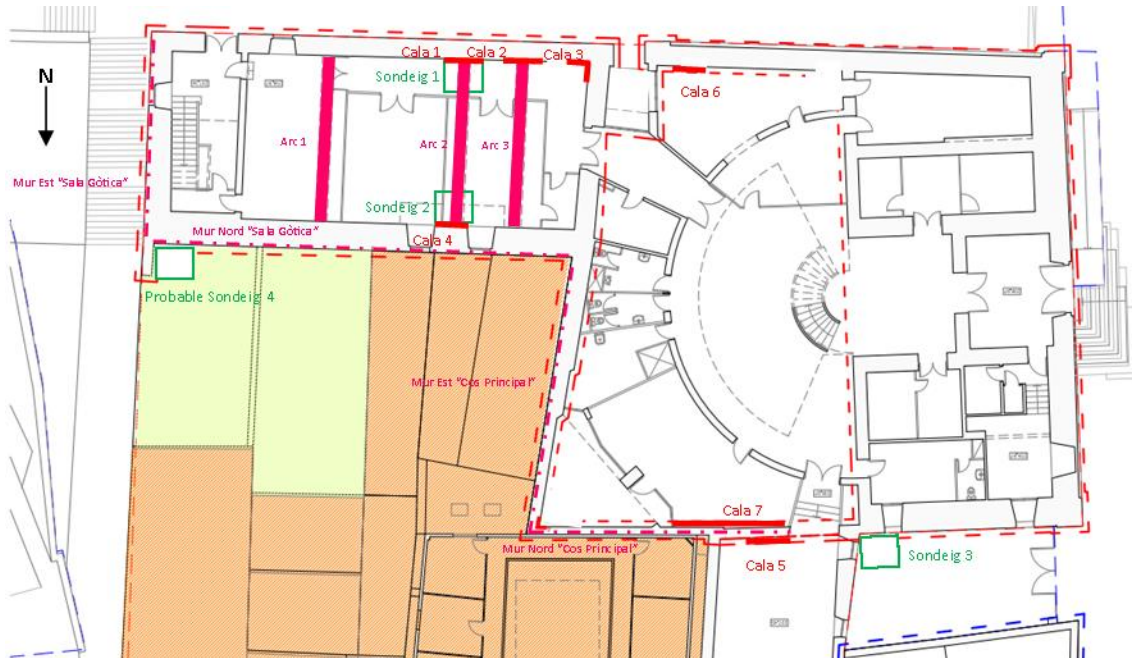 Cala 1
Cala 2
Cala 3
Sondeig 1
Cala 6
N
Arc 1
Arc 2
Arc 3
Mur Est "Sala Gòtica"
Sondeig 2
Mur Nord "Sala Gòtica"
Cala 4
Probable Sondeig 4
Mur Est "Cos Principal"
Cala 7
Mur Nord "Cos Principal"
Cala 5
Sondeig 3